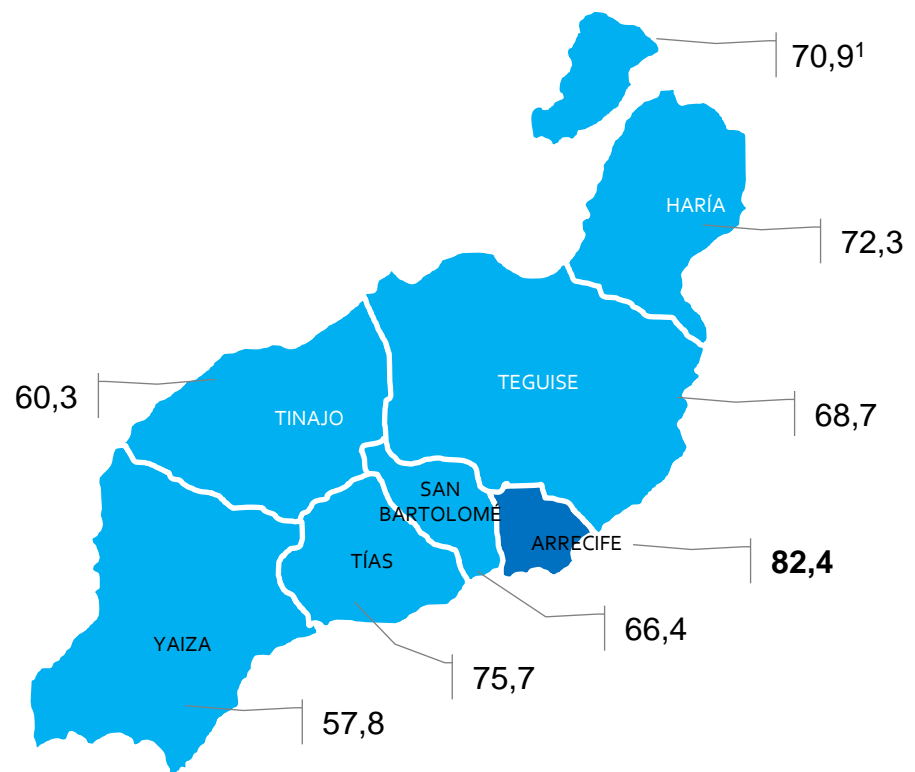 70,9¹
HARÍA
72,3
TEGUISE
60,3
TINAJO
68,7
SAN
BARTOLOMÉ
ARRECIFE
TÍAS
82,4
66,4
YAIZA
75,7
57,8